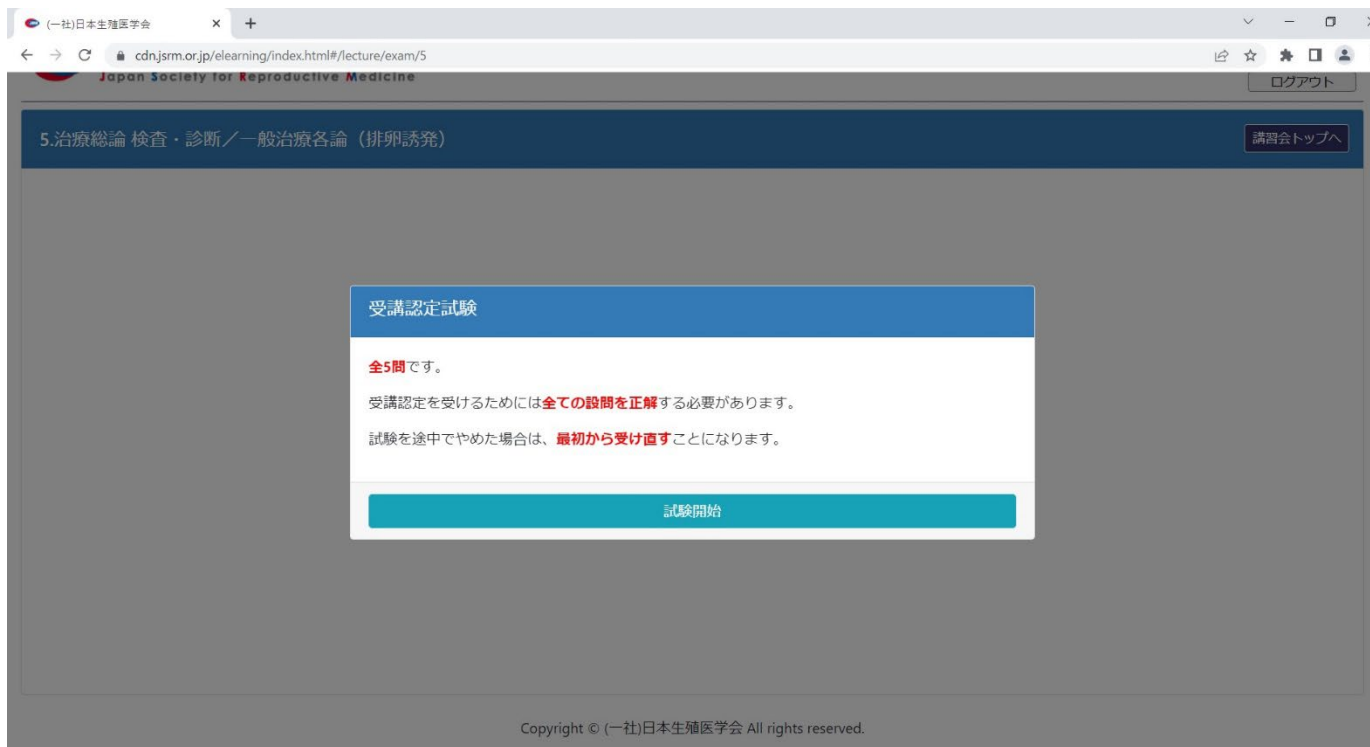 (一社)日本生殖医学会
cdn.jsrm.or.jp/elearning/index.html#/lecture/exam/5
Japan Society for Reproductive Medicine
ログアウト
5.治療総論 検査・診断／一般治療各論（排卵誘発）
講習会トップへ
受講認定試験
全5問です。
受講認定を受けるためには全ての設問を正解する必要があります。
試験を途中でやめた場合は、最初から受け直すことになります。
試験開始
Copyright © (一社)日本生殖医学会 All rights reserved.